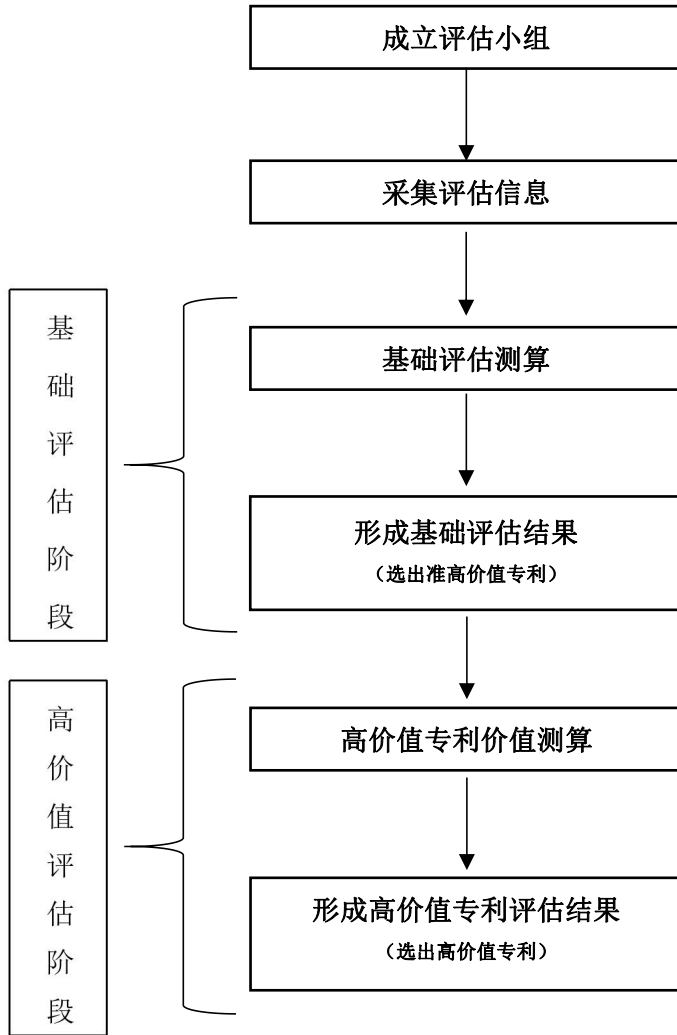 成立评估小组
采集评估信息
基础评估阶段
基础评估测算
形成基础评估结果
（选出准高价值专利）
高价值评估阶段
高价值专利价值测算
形成高价值专利评估结果
（选出高价值专利）